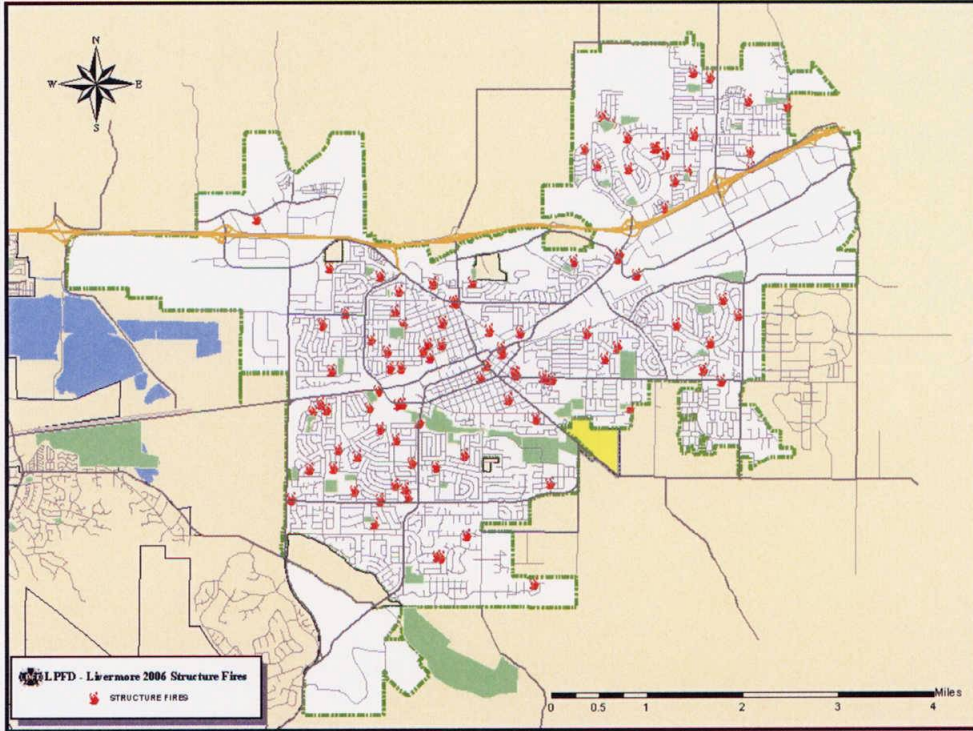 N
W E
S
LPFD - Livermore 2006 Structure Fires
STRUCTURE FIRES
Miles
0 0.5 1 2 3 4